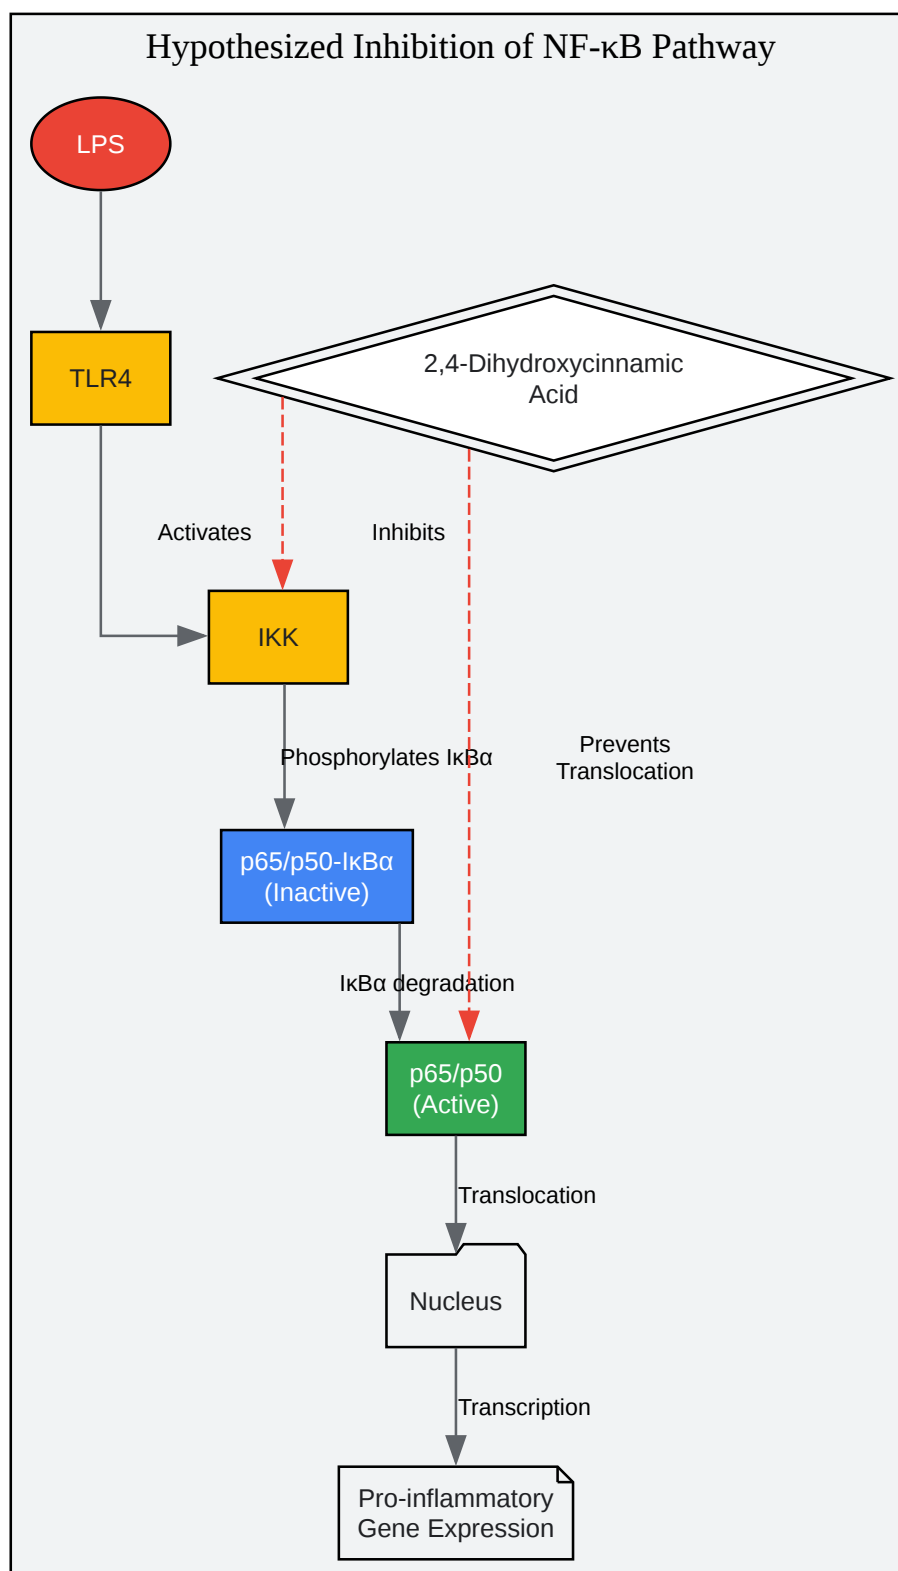 Hypothesized Inhibition of NF-κB Pathway
LPS
TLR4
2,4-Dihydroxycinnamic
Acid
Activates
Inhibits
IKK
Phosphorylates IκBα
Prevents
Translocation
p65/p50-IκBα
(Inactive)
IκBα degradation
p65/p50
(Active)
Translocation
Nucleus
Transcription
Pro-inflammatory
Gene Expression